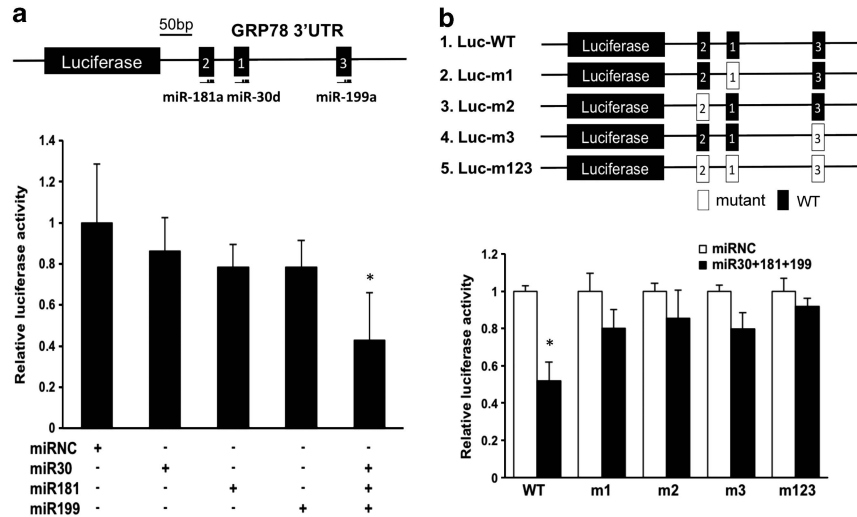 a
50bp
GRP78 3'UTR
Luciferase
2
1
3
miR-181a miR-30d
miR-199a
Relative luciferase activity
1.4
1.2
1
0.8
0.6
0.4
0.2
0
*
miRNC + - - - -
miR30 - + - - +
miR181 - - + - +
miR199 - - - + +
b
1. Luc-WT Luciferase 2 1 3
2. Luc-m1 Luciferase 2 1 3
3. Luc-m2 Luciferase 2 1 3
4. Luc-m3 Luciferase 2 1 3
5. Luc-m123 Luciferase 2 1 3
mutant WT
miRNC
miR30+181+199
Relative luciferase activity
1.2
1
0.8
0.6
0.4
0.2
0
*
WT m1 m2 m3 m123